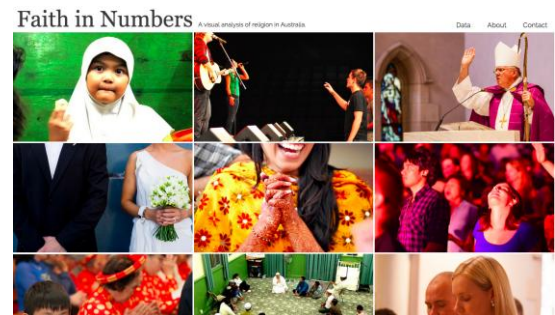 Faith in Numbers A visual analysis of religion in Australia
Data About Contact